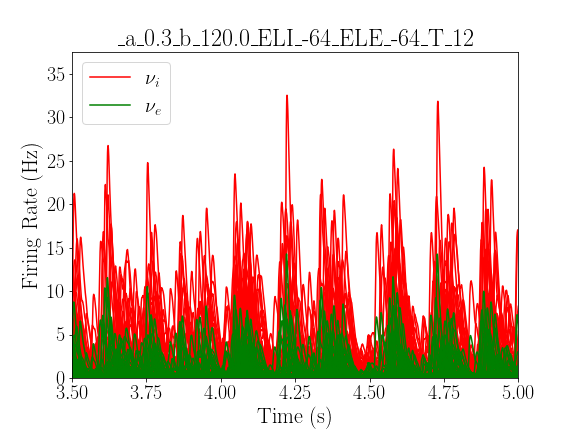 _a_0.3_b_120.0_ELI_-64_ELE_-64_T_12
ν_i
ν_e
35
30
25
20
15
10
5
0
Firing Rate (Hz)
3.50 3.75 4.00 4.25 4.50 4.75 5.00
Time (s)